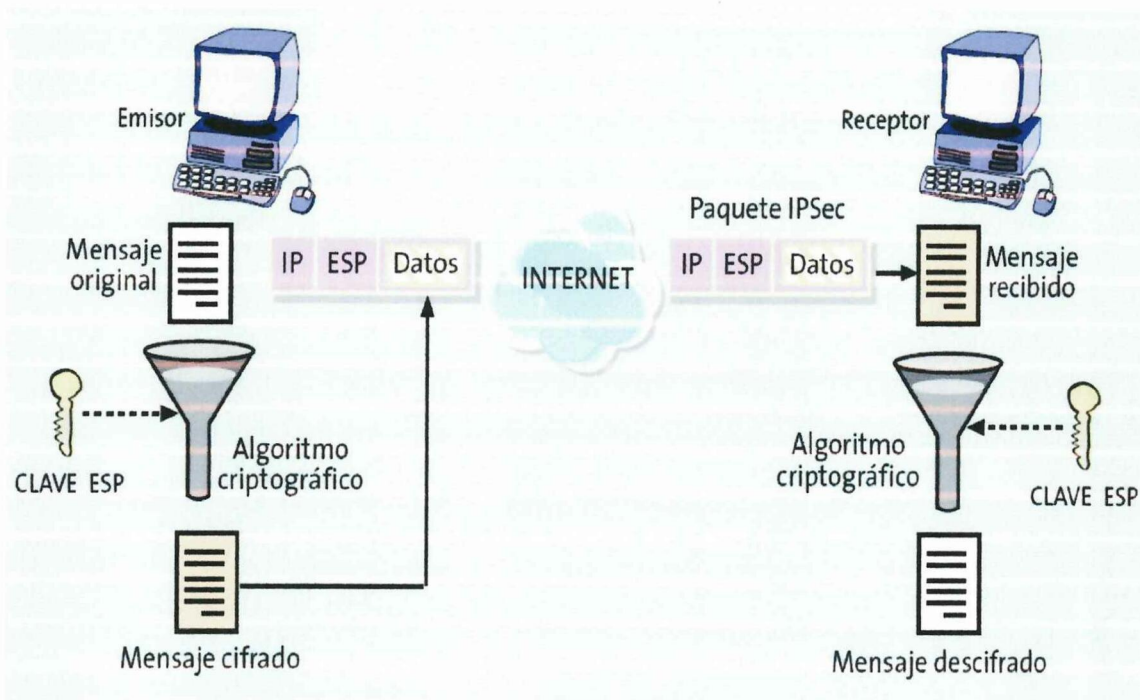 Emisor
Receptor
Mensaje
original
IP ESP Datos
INTERNET
Paquete IPSec
IP ESP Datos
Mensaje
recibido
CLAVE ESP
Algoritmo
criptográfico
Algoritmo
criptográfico
CLAVE ESP
Mensaje cifrado
Mensaje descifrado